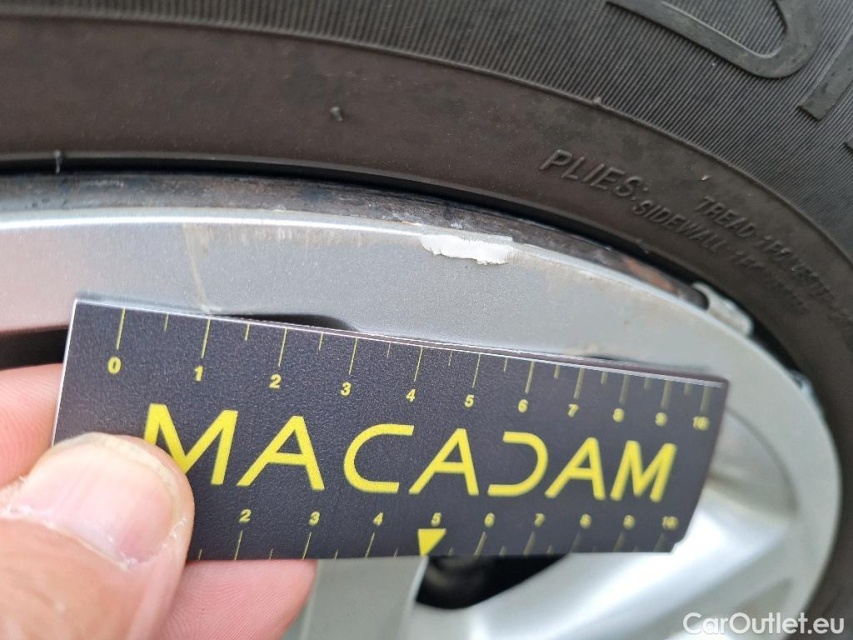 PLIES:
TREAD
SIDEWALL
0 1 2 3 4 5 6 7 8 9 10
MACADAM
2 3 4 5 6 7 8 9 10
CarOutlet.eu